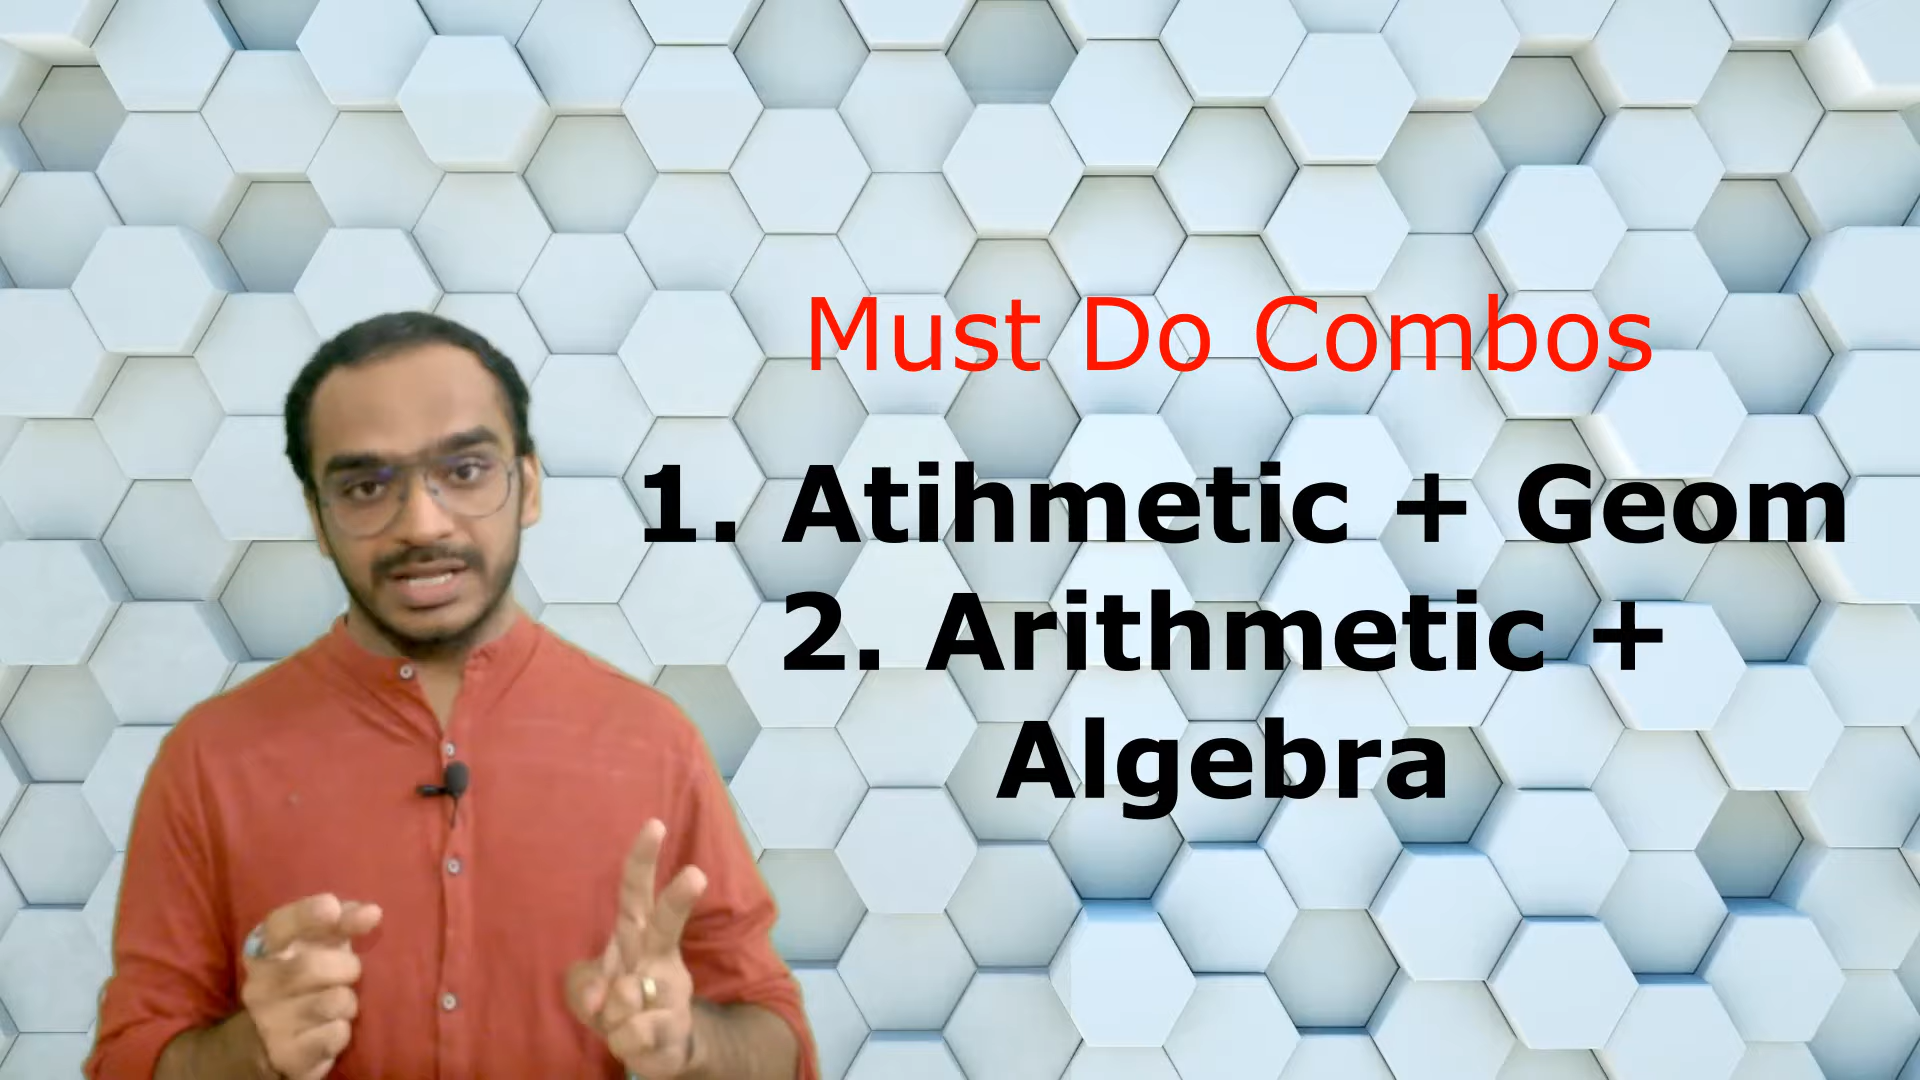 Must Do Combos
1. Atihmetic + Geom
2. Arithmetic +
Algebra